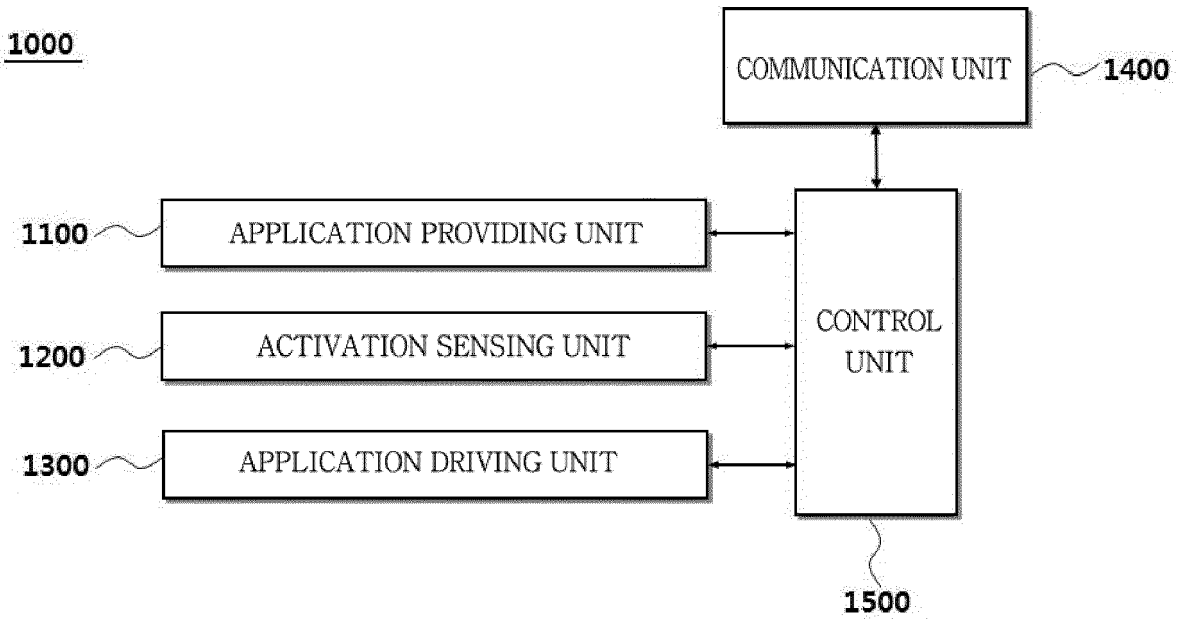 1000
COMMUNICATION UNIT
1400
1100
APPLICATION PROVIDING UNIT
1200
ACTIVATION SENSING UNIT
CONTROL
UNIT
1300
APPLICATION DRIVING UNIT
1500